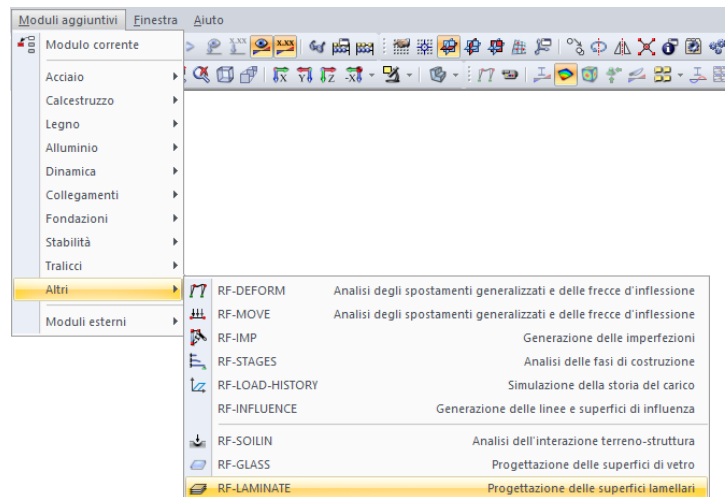 Moduli aggiuntivi Finestra Aiuto
Modulo corrente
Acciaio
Calcestruzzo
Legno
Alluminio
Dinamica
Collegamenti
Fondazioni
Stabilità
Tralicci
Altri
Moduli esterni
RF-DEFORM Analisi degli spostamenti generalizzati e delle frecce d'inflessione
RF-MOVE Analisi degli spostamenti generalizzati e delle frecce d'inflessione
RF-IMP Generazione delle imperfezioni
RF-STAGES Analisi delle fasi di costruzione
RF-LOAD-HISTORY Simulazione della storia del carico
RF-INFLUENCE Generazione delle linee e superfici di influenza
RF-SOILIN Analisi dell'interazione terreno-struttura
RF-GLASS Progettazione delle superfici di vetro
RF-LAMINATE Progettazione delle superfici lamellari